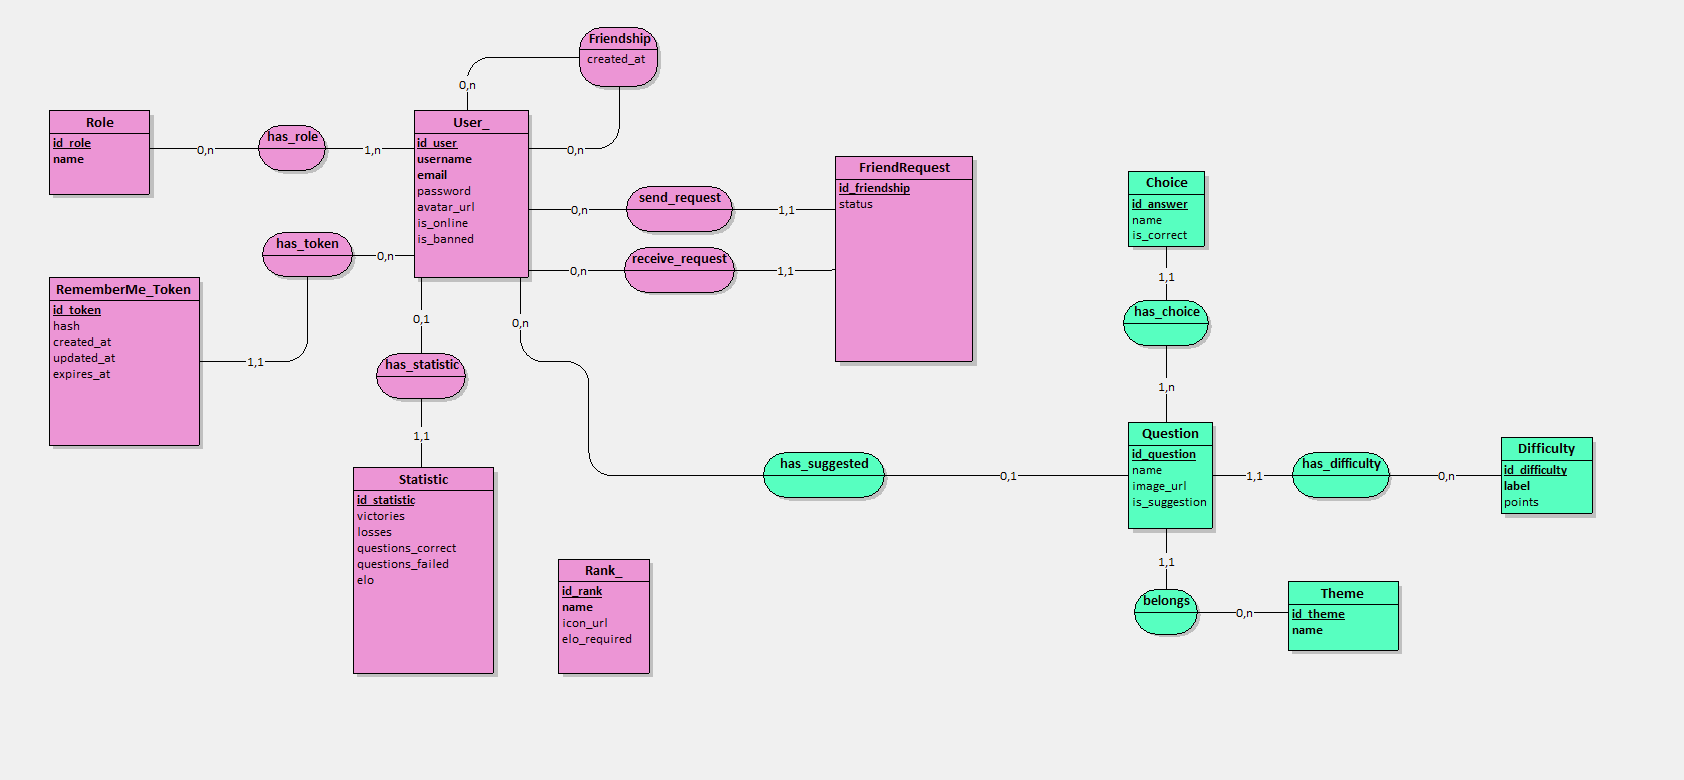 Friendship
created_at
0,n
0,n
Role
id_role
name
0,n
has_role
1,n
User_
id_user
username
email
password
avatar_url
is_online
is_banned
has_token
0,n
RememberMe_Token
id_token
hash
created_at
updated_at
expires_at
1,1
0,n
send_request
1,1
0,n
receive_request
1,1
FriendRequest
id_friendship
status
0,1
has_statistic
1,1
Statistic
id_statistic
victories
losses
questions_correct
questions_failed
elo
0,n
has_suggested
0,1
Rank_
id_rank
name
icon_url
elo_required
Choice
id_answer
name
is_correct
1,1
has_choice
1,n
Question
id_question
name
image_url
is_suggestion
1,1
has_difficulty
0,n
Difficulty
id_difficulty
label
points
1,1
belongs
0,n
Theme
id_theme
name